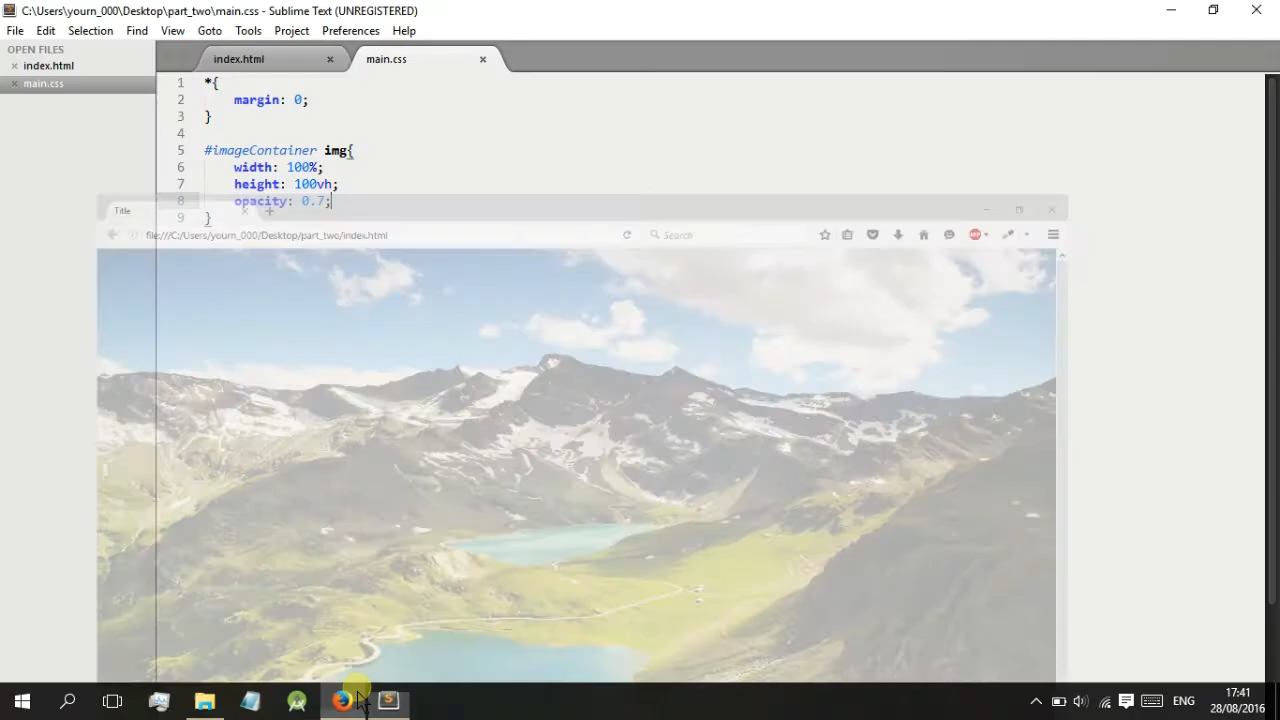 C:\Users\yourn_000\Desktop\part_two\main.css - Sublime Text (UNREGISTERED)
File Edit Selection Find View Goto Tools Project Preferences Help
OPEN FILES
index.html
main.css
index.html main.css
1 *{
2 margin: 0;
3 }
4
5 #imageContainer img{
6 width: 100%;
7 height: 100vh;
8 opacity: 0.7;
9 }
Title
file:///C:/Users/yourn_000/Desktop/part_two/index.html
Search
ABP
S
ENG
17:41
28/08/2016